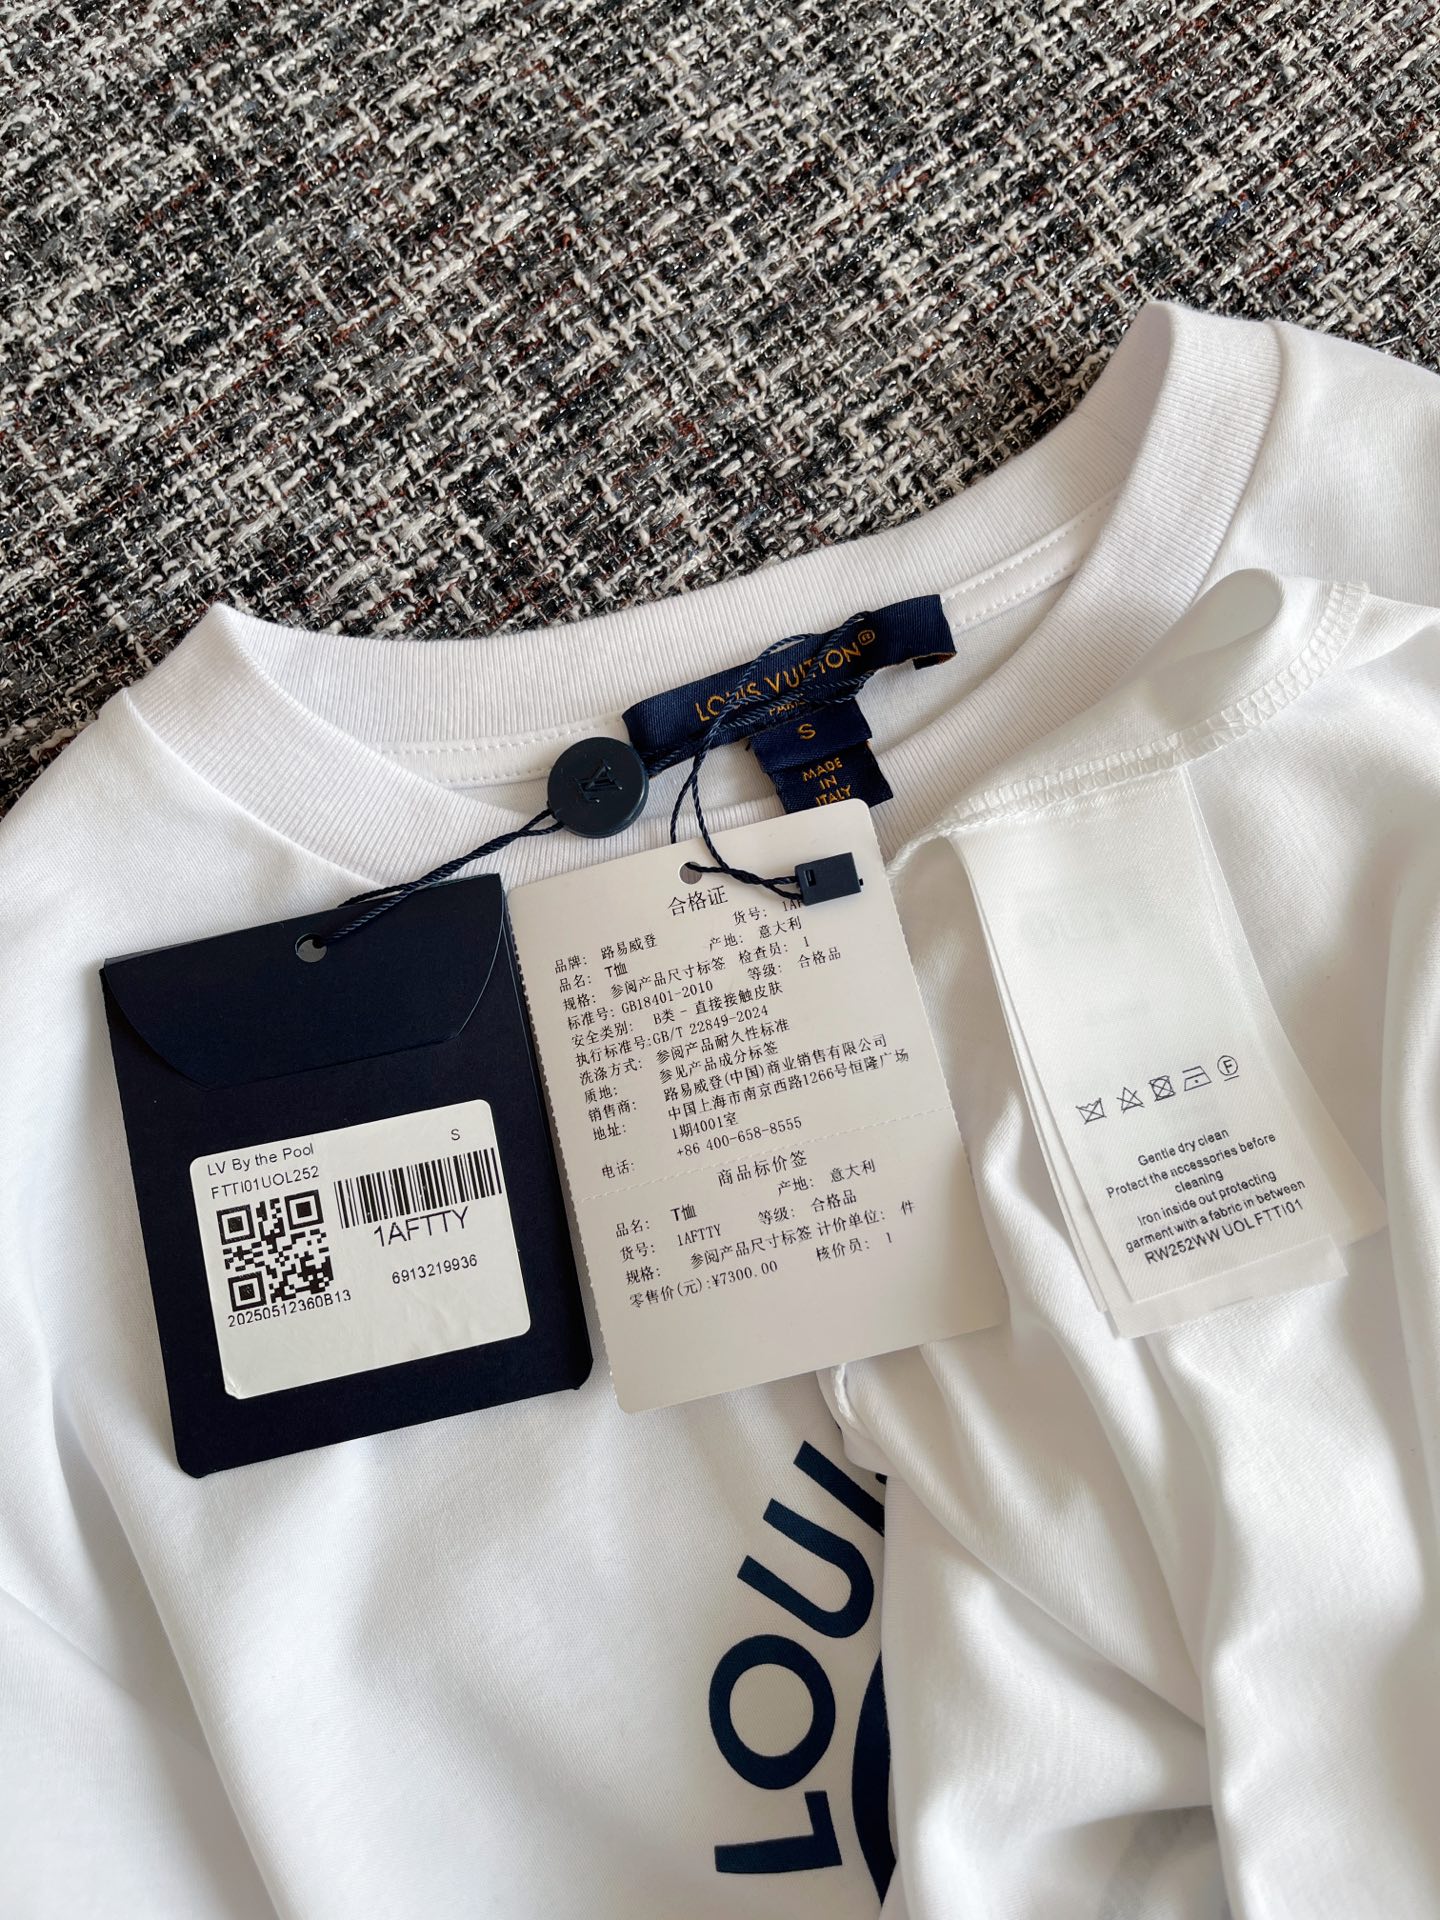 LOUIS VUITTON
PARIS
S
MADE
IN
ITALY
LV
合格证
货号: 1AF
品牌: 路易威登
产地: 意大利
品名: T恤
检查员: 1
规格: 参阅产品尺寸标签
等级: 合格品
标准号: GB18401-2010
安全类别: B类 - 直接接触皮肤
执行标准号:GB/T 22849-2024
洗涤方式: 参阅产品耐久性标准
质地: 参见产品成分标签
销售商: 路易威登(中国)商业销售有限公司
地址: 中国上海市南京西路1266号恒隆广场
1期4001室
电话: +86 400-658-8555
商品标价签
产地: 意大利
品名: T恤
等级: 合格品
货号: 1AFTTY
计价单位: 件
规格: 参阅产品尺寸标签
核价员: 1
零售价(元):¥7300.00
LV By the Pool
S
FTTI01UOL252
1AFTTY
6913219936
20250512360B13
Gentle dry clean
Protect the accessories before
cleaning
Iron inside out protecting
garment with a fabric in between
RW252WW UOLFTTI01
LOUI